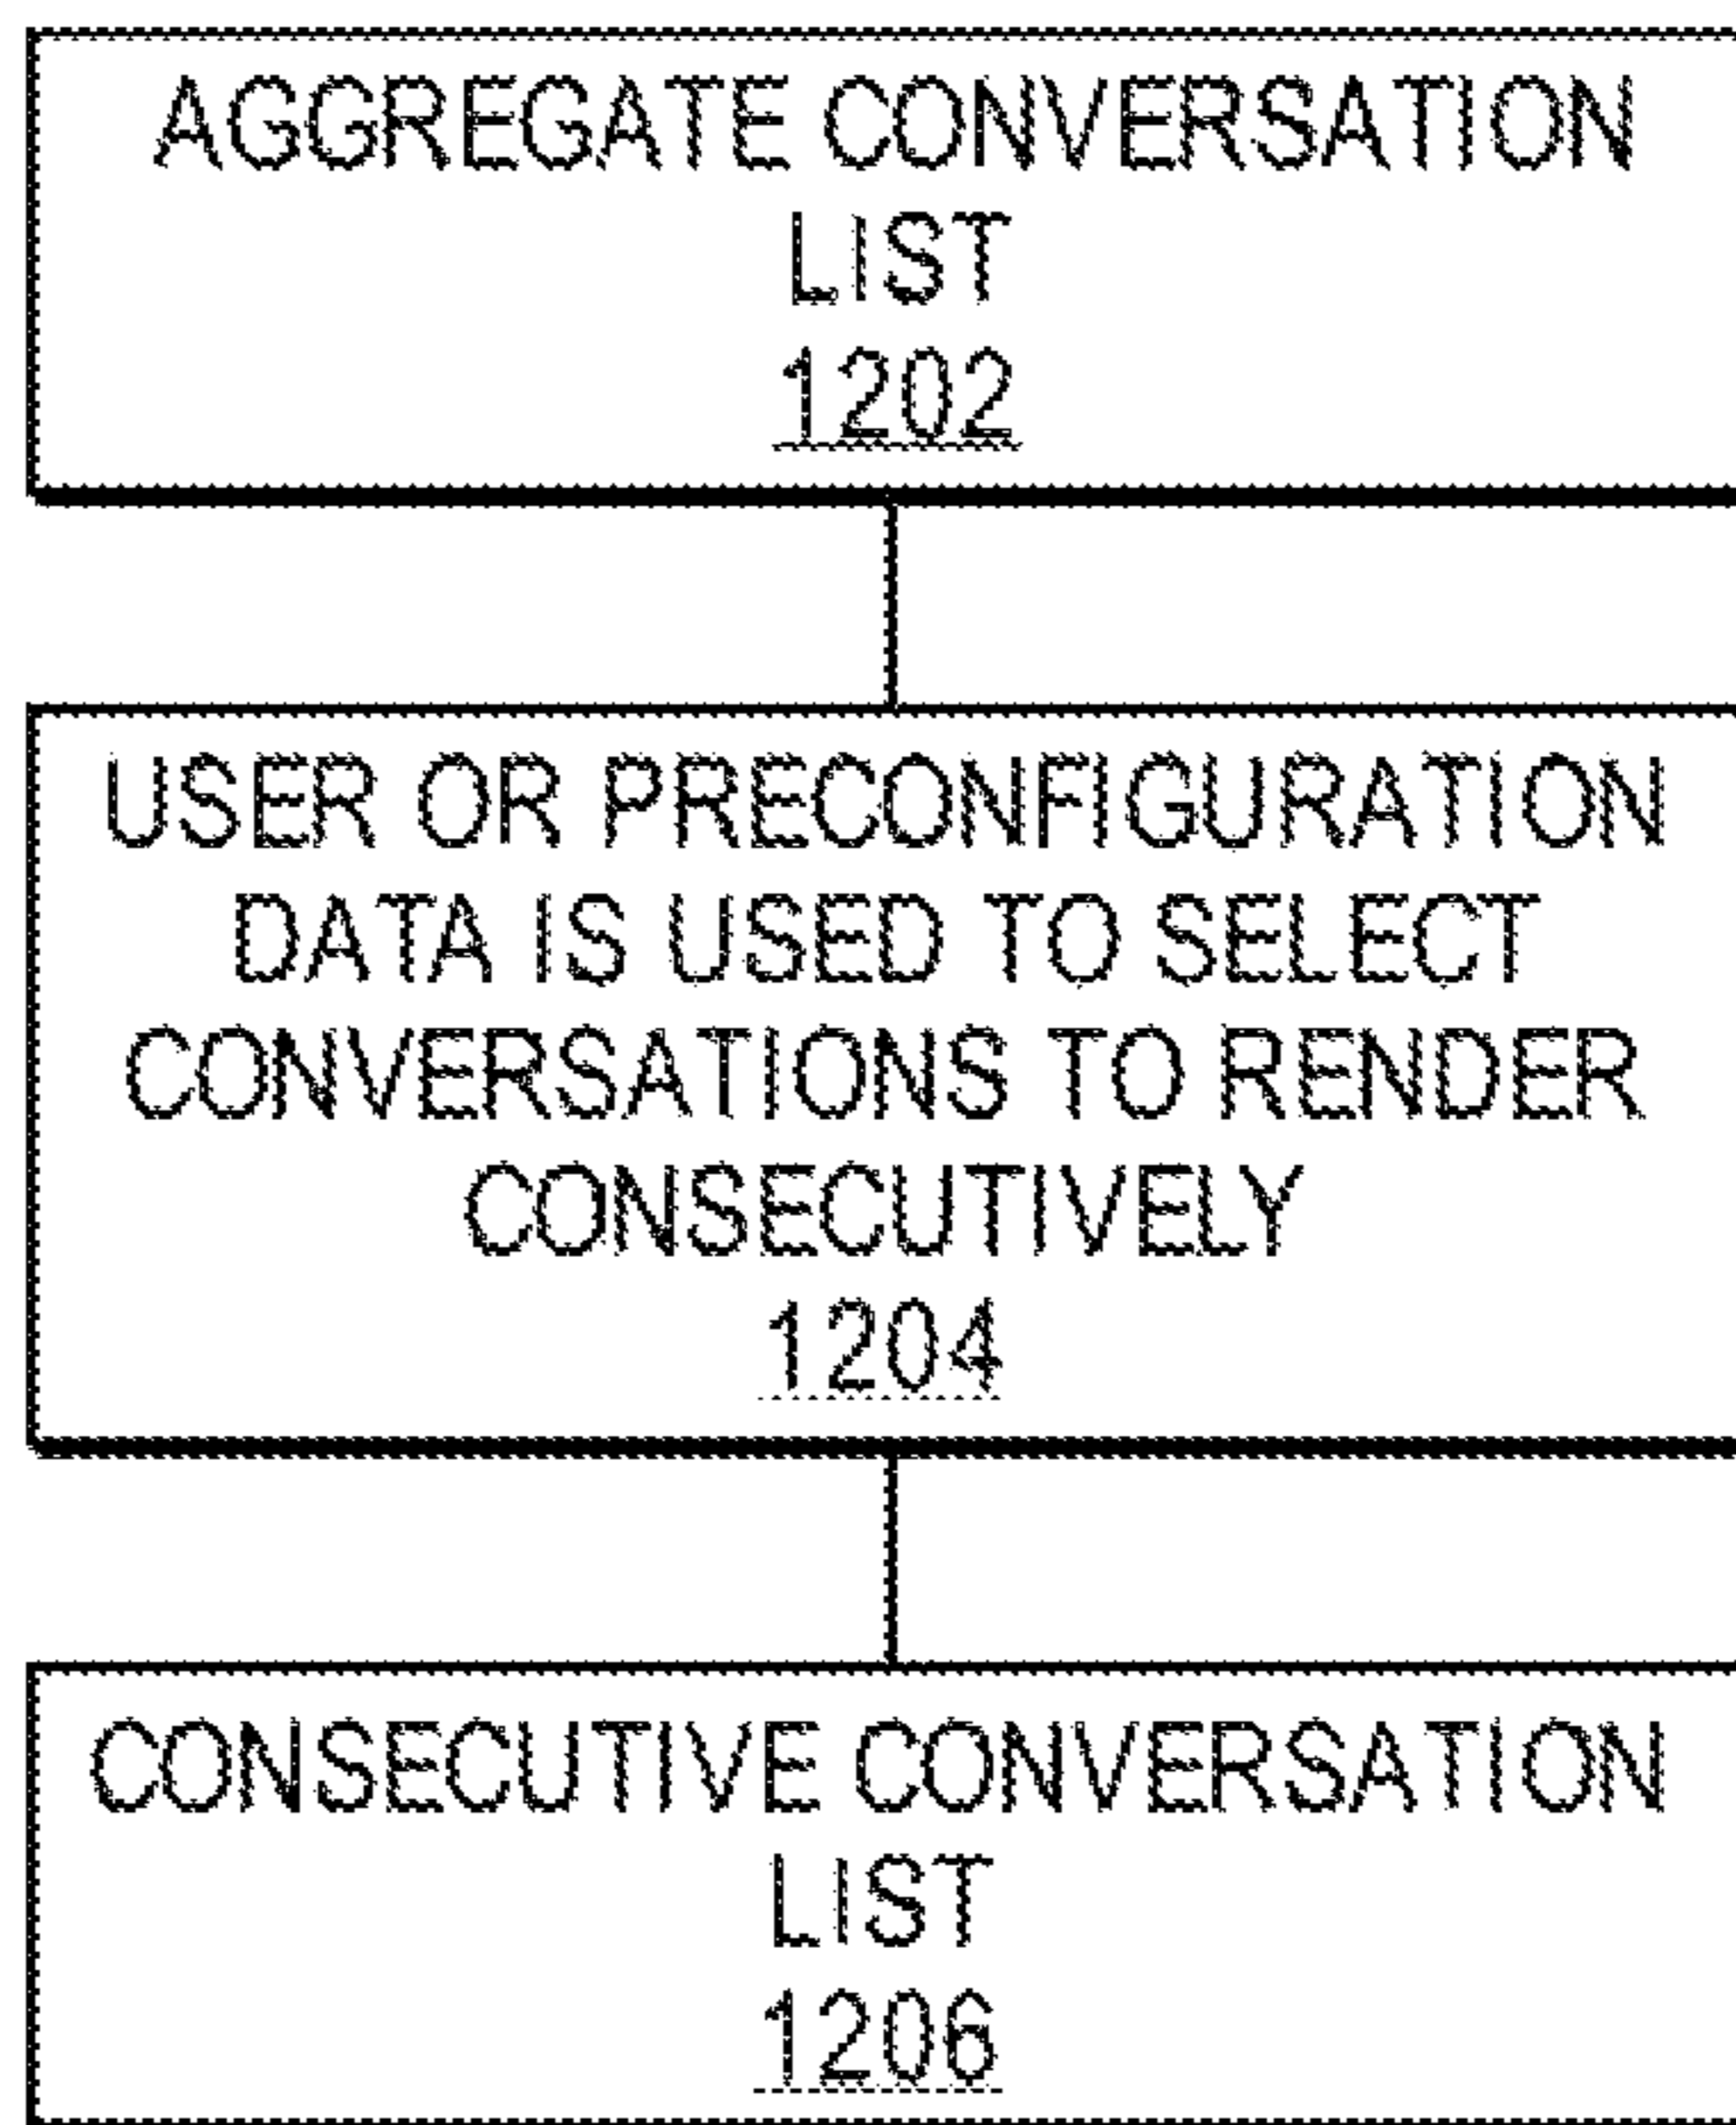 AGGREGATE CONVERSATION
LIST
1202
USER OR PRECONFIGURATION
DATA IS USED TO SELECT
CONVERSATIONS TO RENDER
CONSECUTIVELY
1204
CONSECUTIVE CONVERSATION
LIST
1206